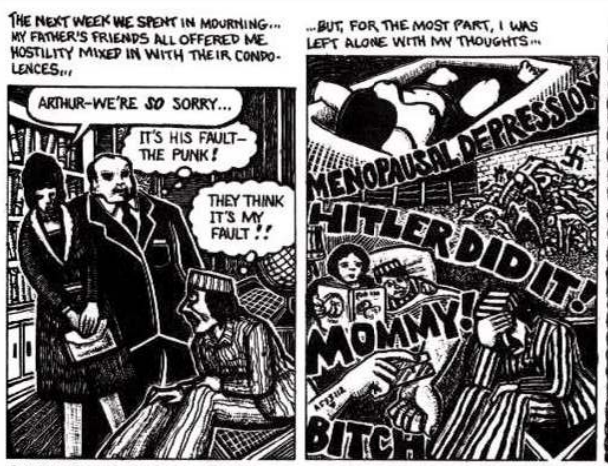 THE NEXT WEEK WE SPENT IN MOURNING...
MY FATHER'S FRIENDS ALL OFFERED ME
HOSTILITY MIXED IN WITH THEIR CONDO-
LENCES...
ARTHUR-WE'RE SO SORRY...
IT'S HIS FAULT-
THE PUNK!
THEY THINK
IT'S MY
FAULT!!
...BUT, FOR THE MOST PART, I WAS
LEFT ALONE WITH MY THOUGHTS...
MENOPAUSAL DEPRESSION
HITLER DID IT!
MOMMY!
BITCH